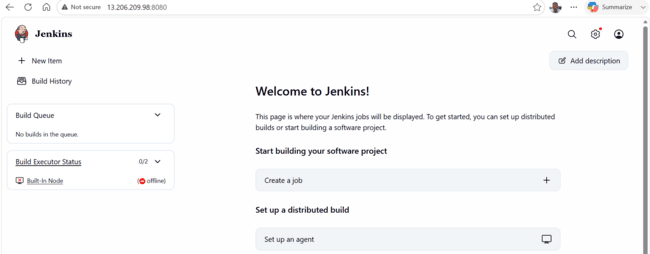 Not secure 13.206.209.98:8080
Summarize
Jenkins
New Item
Build History
Add description
Build Queue
No builds in the queue.
Build Executor Status 0/2
Built-In Node (offline)
Welcome to Jenkins!
This page is where your Jenkins jobs will be displayed. To get started, you can set up distributed
builds or start building a software project.
Start building your software project
Create a job
Set up a distributed build
Set up an agent